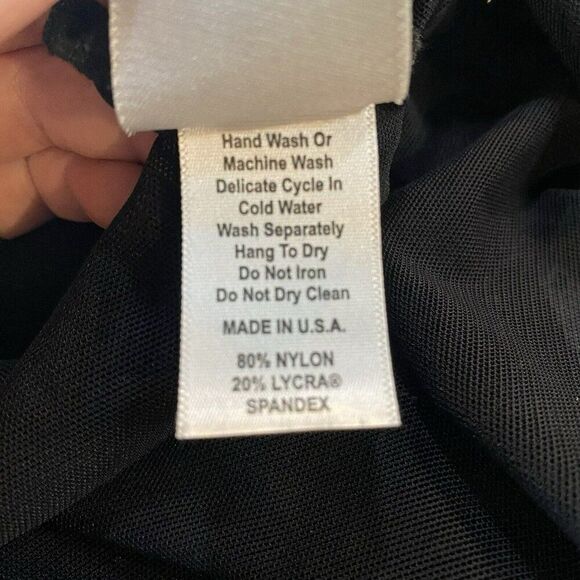 Hand Wash Or
Machine Wash
Delicate Cycle In
Cold Water
Wash Separately
Hang To Dry
Do Not Iron
Do Not Dry Clean
MADE IN U.S.A.
80% NYLON
20% LYCRA®
SPANDEX